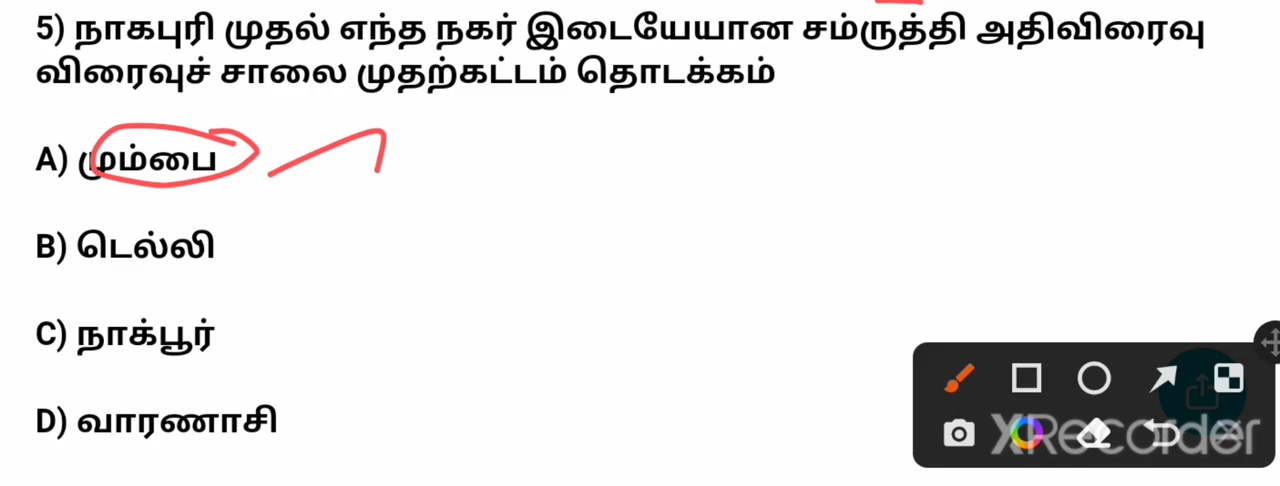 5) நாகபுரி முதல் எந்த நகர் இடையேயான சம்ருத்தி அதிவிரைவு
விரைவுச் சாலை முதற்கட்டம் தொடக்கம்
A) மும்பை
B) டெல்லி
C) நாக்பூர்
D) வாரணாசி
XRecorder